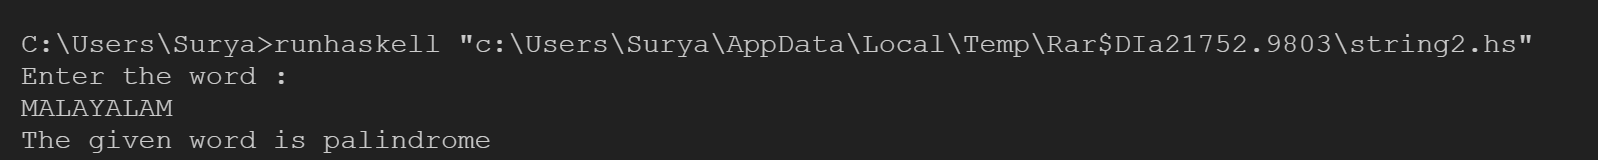 C:\Users\Surya>runhaskell "c:\Users\Surya\AppData\Local\Temp\Rar$DIa21752.9803\string2.hs"
Enter the word :
MALAYALAM
The given word is palindrome